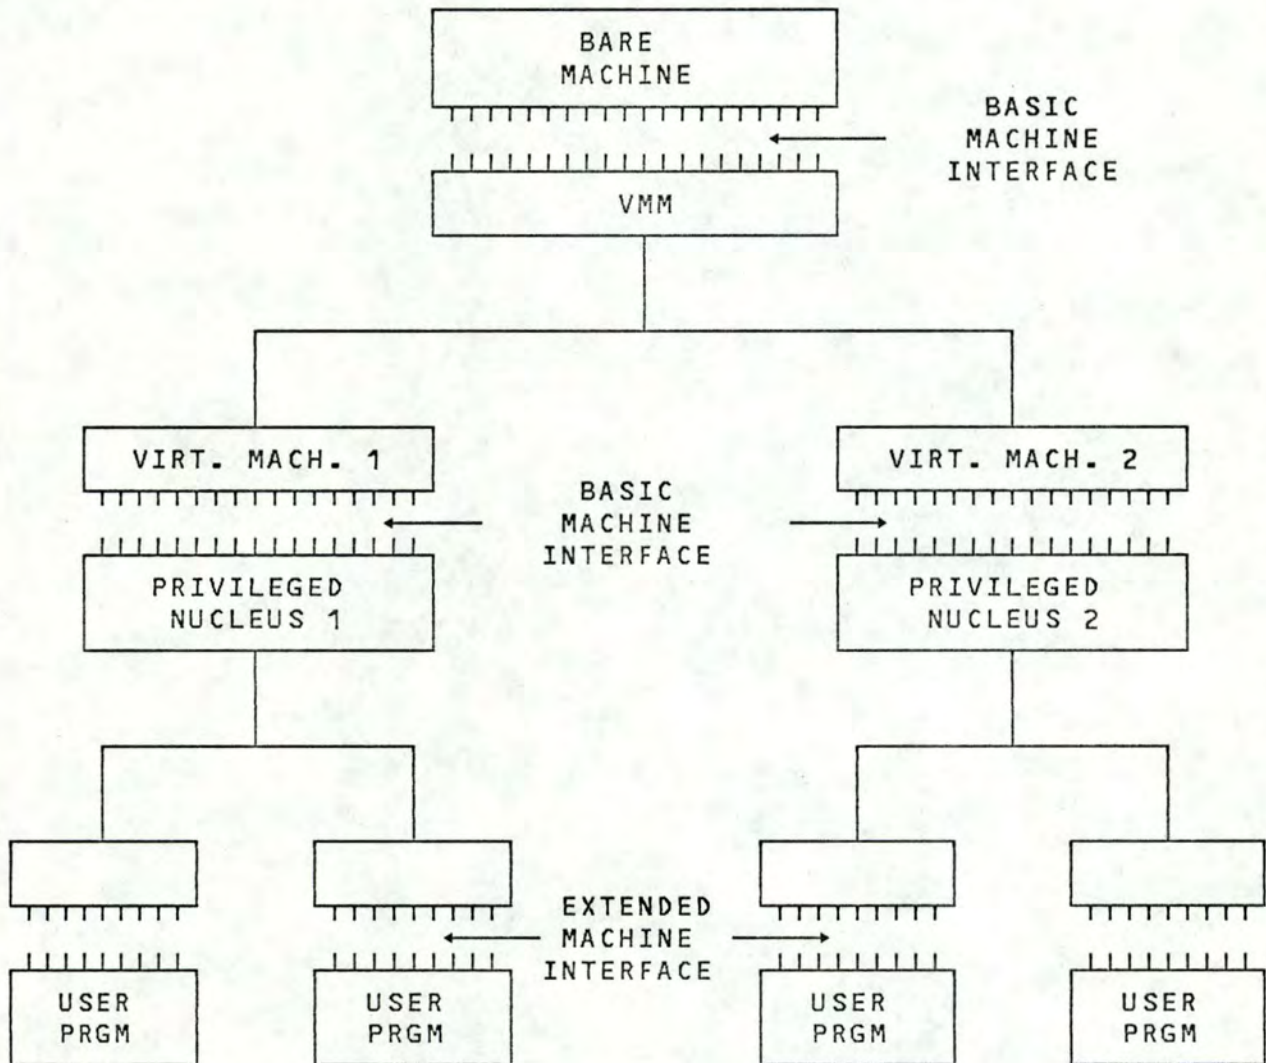 BARE
MACHINE
BASIC
MACHINE
INTERFACE
VMM
VIRT. MACH. 1
VIRT. MACH. 2
BASIC
MACHINE
INTERFACE
PRIVILEGED
NUCLEUS 1
PRIVILEGED
NUCLEUS 2
EXTENDED
MACHINE
INTERFACE
USER
PRGM
USER
PRGM
USER
PRGM
USER
PRGM